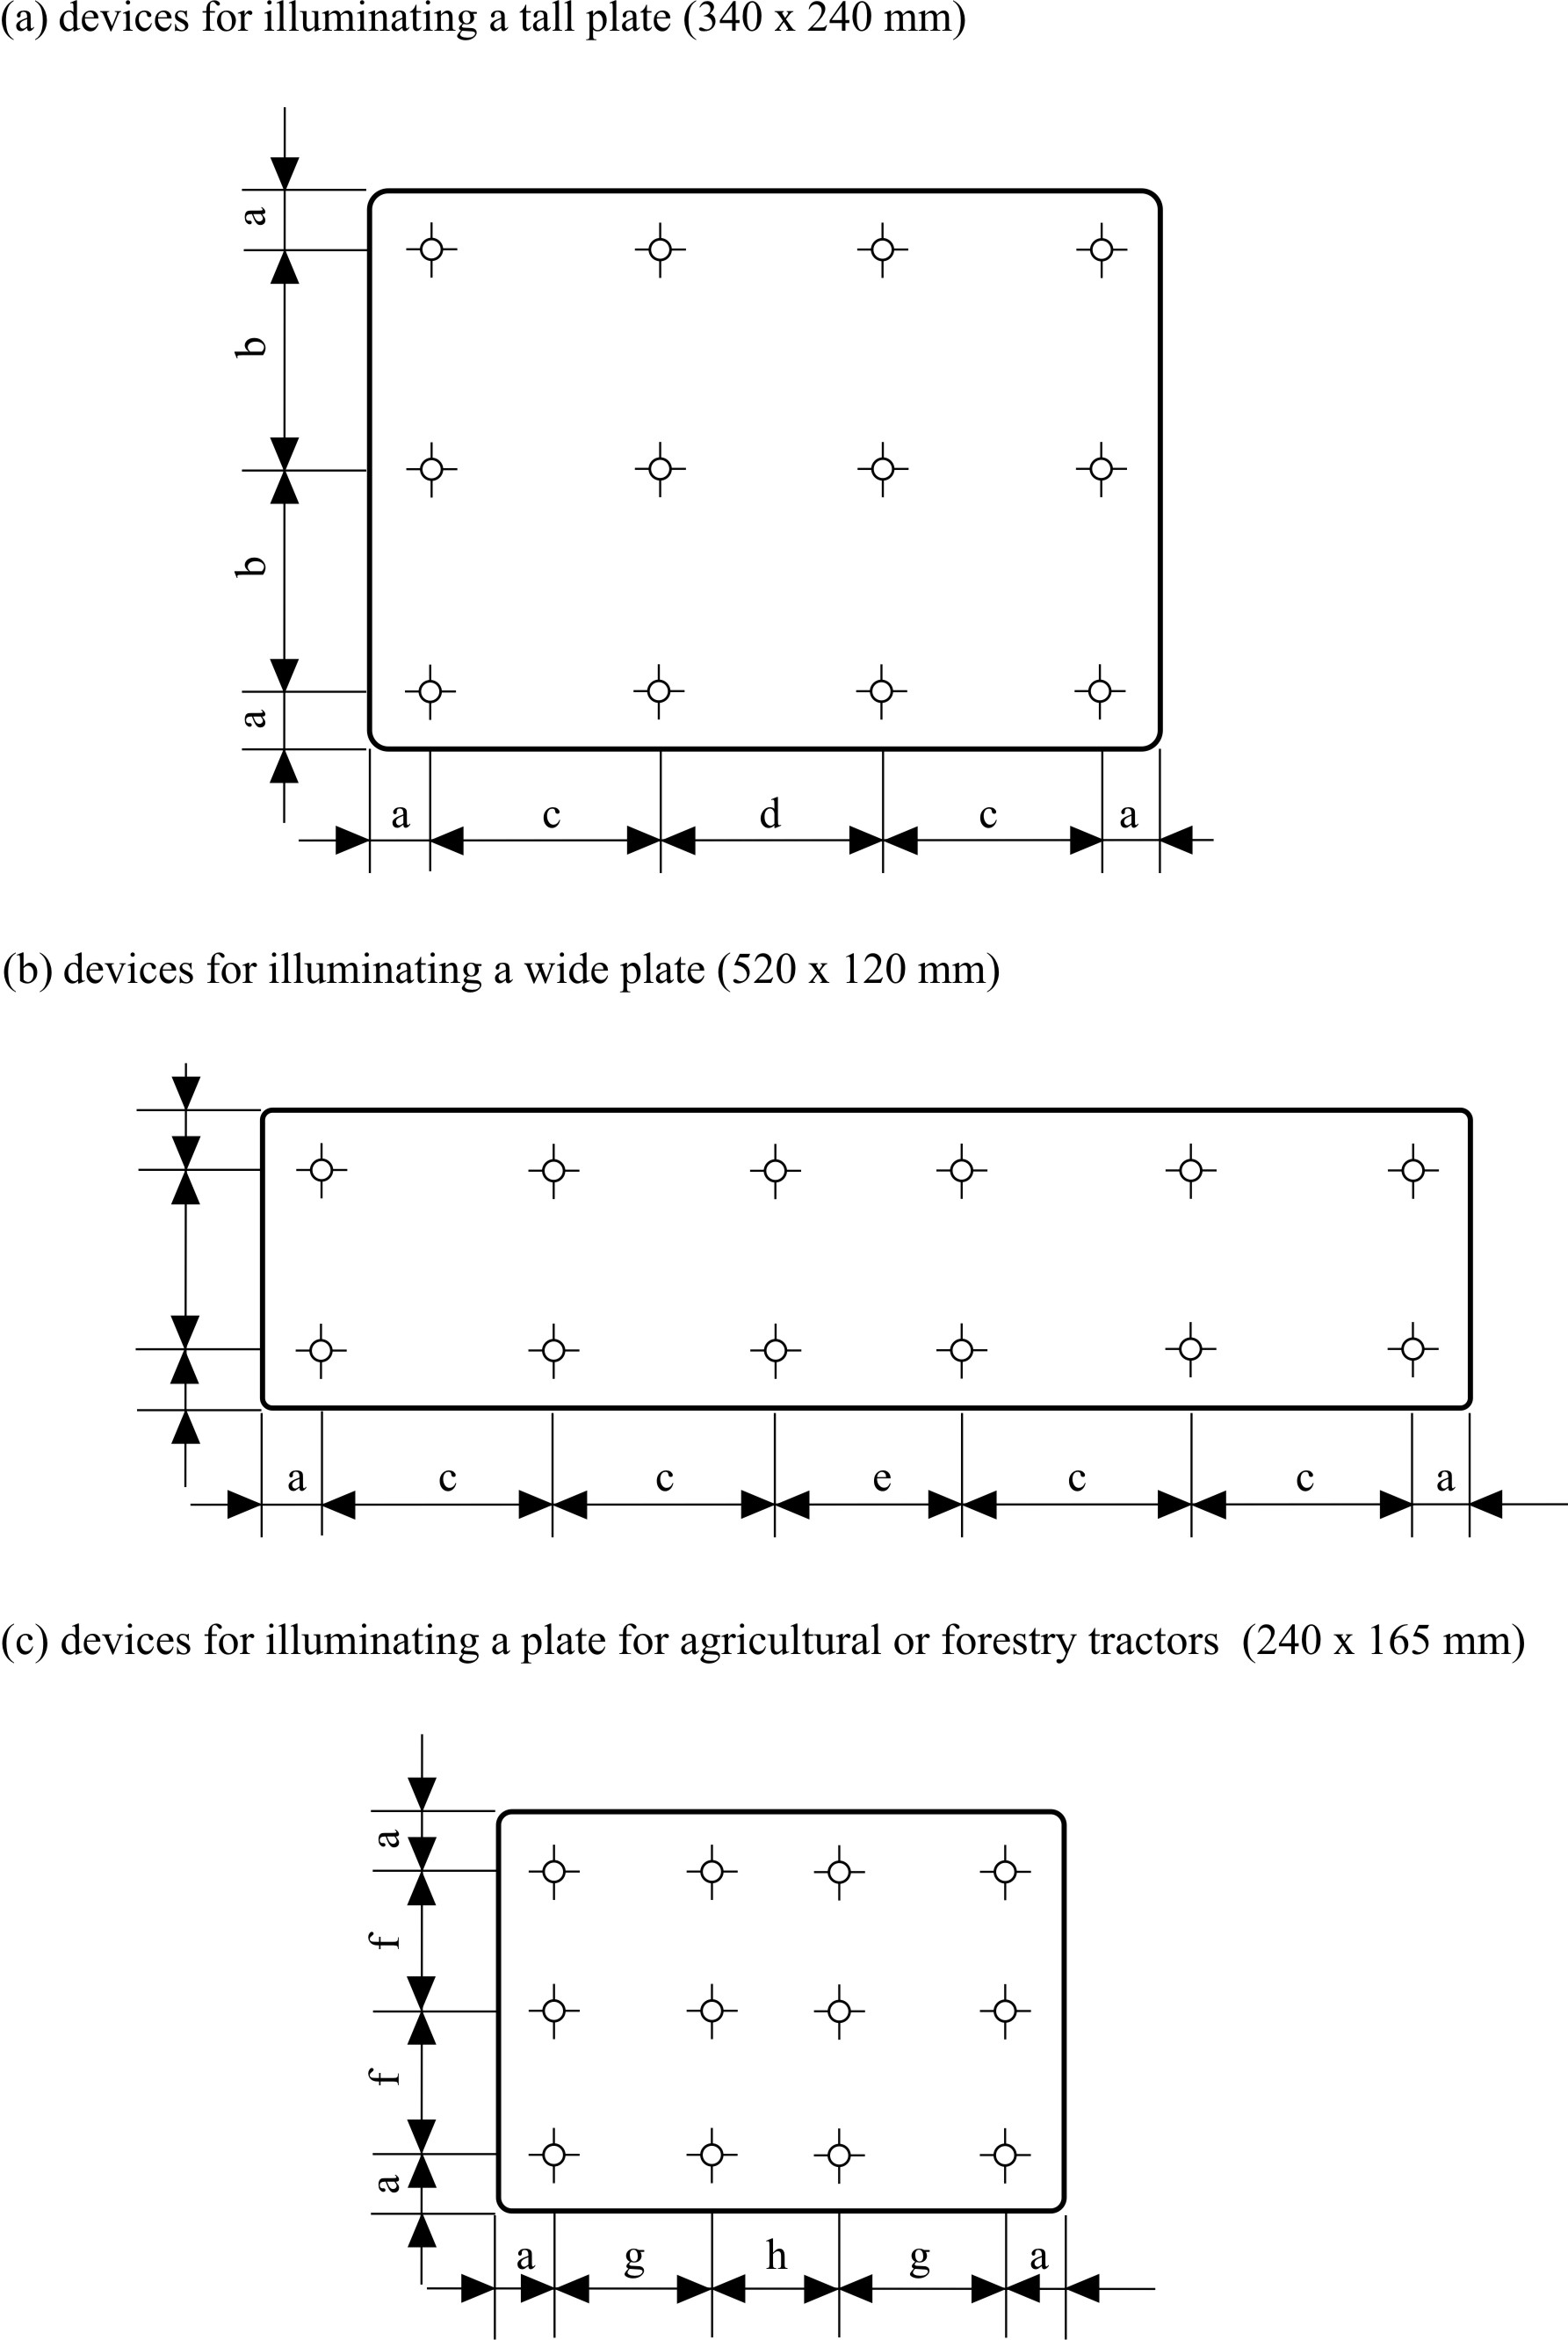 (a) devices for illuminating a tall plate (340 x 240 mm)
a
b
b
a
a c d c a
(b) devices for illuminating a wide plate (520 x 120 mm)
a c c e c c a
(c) devices for illuminating a plate for agricultural or forestry tractors (240 x 165 mm)
a
f
f
a
a g h g a